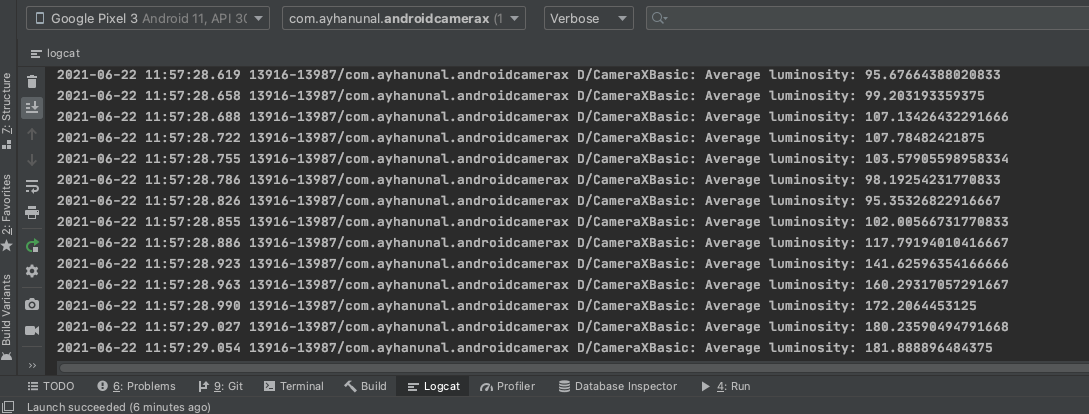 Google Pixel 3 Android 11, API 30
com.ayhanunal.androidcamerax (1
Verbose
logcat
2021-06-22 11:57:28.619 13916-13987/com.ayhanunal.androidcamerax D/CameraXBasic: Average luminosity: 95.67664388020833
2021-06-22 11:57:28.658 13916-13987/com.ayhanunal.androidcamerax D/CameraXBasic: Average luminosity: 99.203193359375
2021-06-22 11:57:28.688 13916-13987/com.ayhanunal.androidcamerax D/CameraXBasic: Average luminosity: 107.13426432291666
2021-06-22 11:57:28.722 13916-13987/com.ayhanunal.androidcamerax D/CameraXBasic: Average luminosity: 107.78482421875
2021-06-22 11:57:28.755 13916-13987/com.ayhanunal.androidcamerax D/CameraXBasic: Average luminosity: 103.57905598958334
2021-06-22 11:57:28.786 13916-13987/com.ayhanunal.androidcamerax D/CameraXBasic: Average luminosity: 98.19254231770833
2021-06-22 11:57:28.826 13916-13987/com.ayhanunal.androidcamerax D/CameraXBasic: Average luminosity: 95.35326822916667
2021-06-22 11:57:28.855 13916-13987/com.ayhanunal.androidcamerax D/CameraXBasic: Average luminosity: 102.00566731770833
2021-06-22 11:57:28.886 13916-13987/com.ayhanunal.androidcamerax D/CameraXBasic: Average luminosity: 117.79194010416667
2021-06-22 11:57:28.923 13916-13987/com.ayhanunal.androidcamerax D/CameraXBasic: Average luminosity: 141.62596354166666
2021-06-22 11:57:28.963 13916-13987/com.ayhanunal.androidcamerax D/CameraXBasic: Average luminosity: 160.29317057291667
2021-06-22 11:57:28.990 13916-13987/com.ayhanunal.androidcamerax D/CameraXBasic: Average luminosity: 172.2064453125
2021-06-22 11:57:29.027 13916-13987/com.ayhanunal.androidcamerax D/CameraXBasic: Average luminosity: 180.23590494791668
2021-06-22 11:57:29.054 13916-13987/com.ayhanunal.androidcamerax D/CameraXBasic: Average luminosity: 181.888896484375
7: Structure
2: Favorites
Build Variants
TODO
6: Problems
9: Git
Terminal
Build
Logcat
Profiler
Database Inspector
4: Run
Launch succeeded (6 minutes ago)